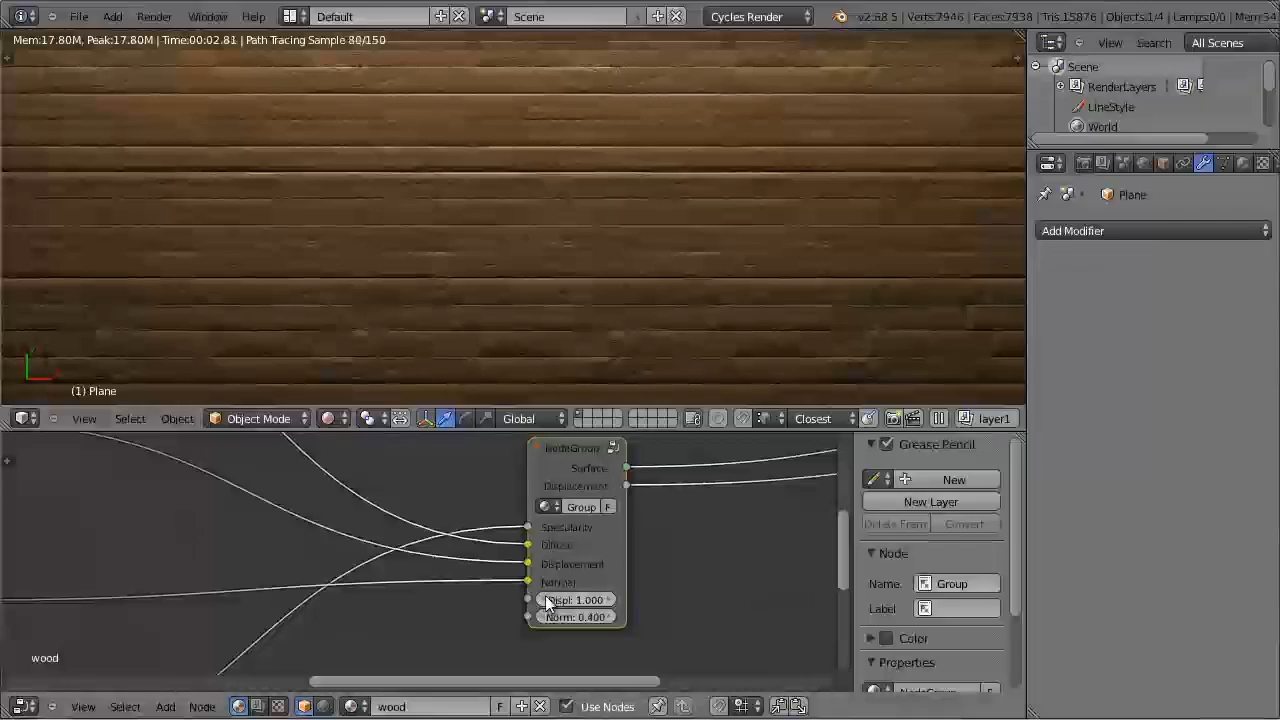 File Add Render Window Help Default Scene Cycles Render v2.68.5 | Verts:7946 | Faces:7938 | Tris:15876 | Objects:1/4 | Lamps:0/0 |
Mem:17.80M, Peak:17.80M | Time:00:02.81 | Path Tracing Sample 80/150
View Search All Scenes
Scene
RenderLayers
LineStyle
World
Plane
Add Modifier
(1) Plane
View Select Object Object Mode Global Closest layer1
NodeGroup
Surface
Displacement
Group F
Specularity
Diffuse
Displacement
Normal
Displ: 1.000
Norm: 0.400
wood
Grease Pencil
New
New Layer
Delete Fram Convert
Node
Name: Group
Label
Color
Properties
NodeGroup F
View Select Add Node wood F Use Nodes